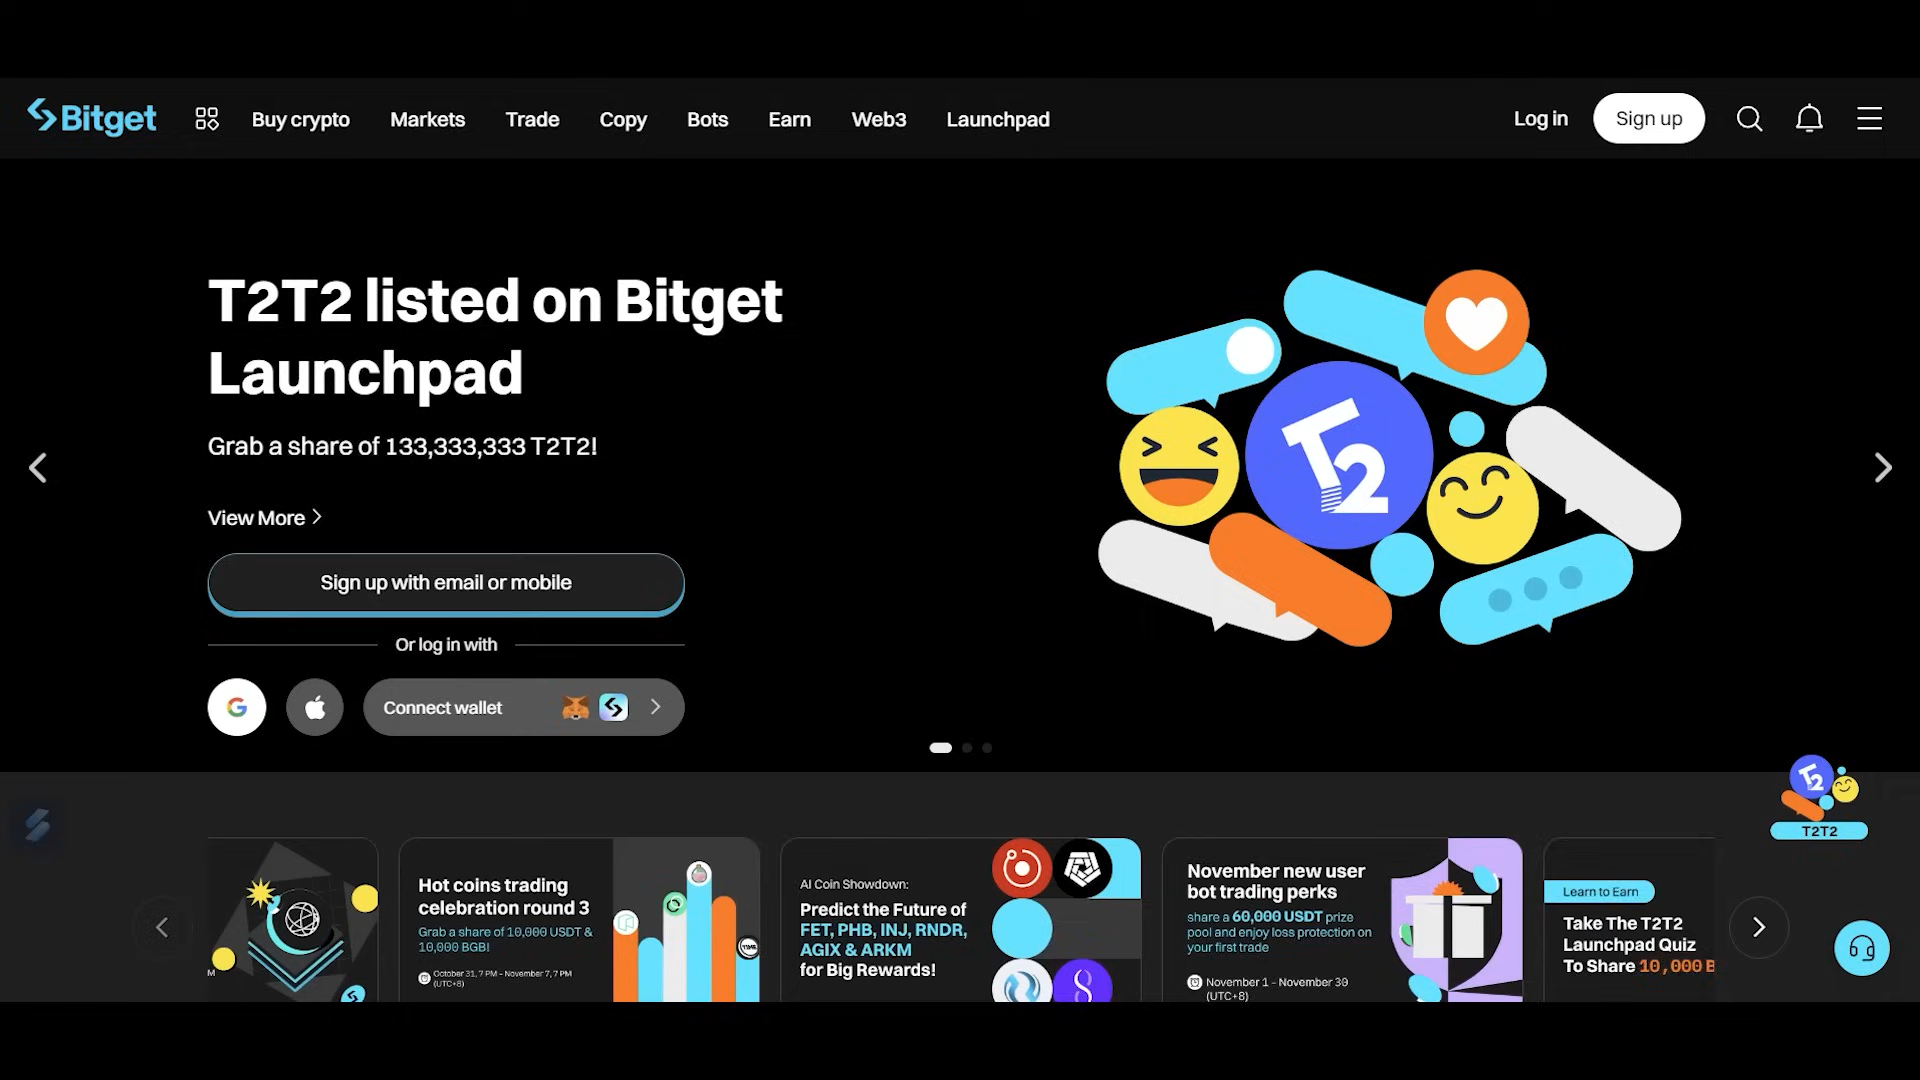 Bitget
Buy crypto
Markets
Trade
Copy
Bots
Earn
Web3
Launchpad
Log in
Sign up
T2T2 listed on Bitget
Launchpad
Grab a share of 133,333,333 T2T2!
View More
Sign up with email or mobile
Or log in with
Connect wallet
T2
T2
T2T2
M
Hot coins trading
celebration round 3
Grab a share of 10,000 USDT &
10,000 BGB!
October 31, 7 PM – November 7, 7 PM
(UTC+8)
TIME
AI Coin Showdown:
Predict the Future of
FET, PHB, INJ, RNDR,
AGIX & ARKM
for Big Rewards!
November new user
bot trading perks
share a 60,000 USDT prize
pool and enjoy loss protection on
your first trade
November 1 – November 30
(UTC+8)
Learn to Earn
Take The T2T2
Launchpad Quiz
To Share 10,000 B